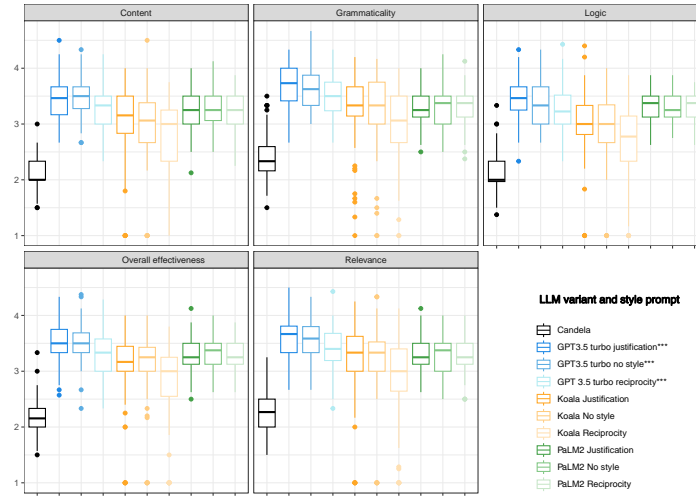 Content
Grammaticality
Logic
4
3
2
1
Overall effectiveness
Relevance
4
3
2
1
LLM variant and style prompt
Candela
GPT3.5 turbo justification***
GPT3.5 turbo no style***
GPT 3.5 turbo reciprocity***
Koala Justification
Koala No style
Koala Reciprocity
PaLM2 Justification
PaLM2 No style
PaLM2 Reciprocity